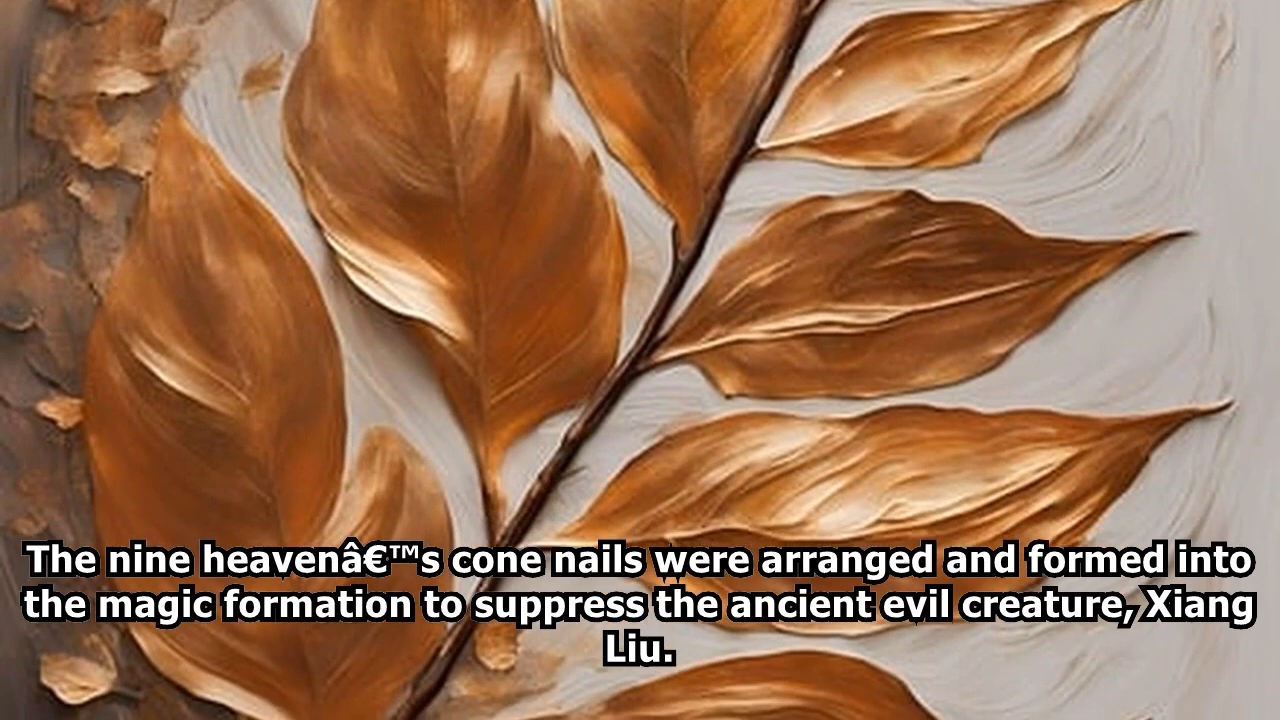 The nine heavenâ€™s cone nails were arranged and formed into
the magic formation to suppress the ancient evil creature, Xiang
Liu.